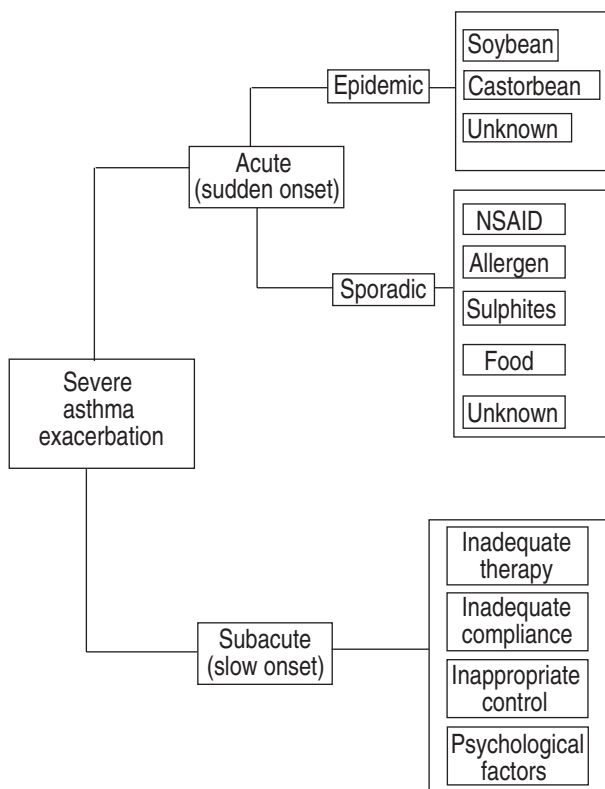 Soybean
Epidemic
Castorbean
Unknown
Acute
(sudden onset)
NSAID
Allergen
Sporadic
Sulphites
Food
Unknown
Severe
asthma
exacerbation
Inadequate
therapy
Inadequate
compliance
Subacute
(slow onset)
Inappropriate
control
Psychological
factors